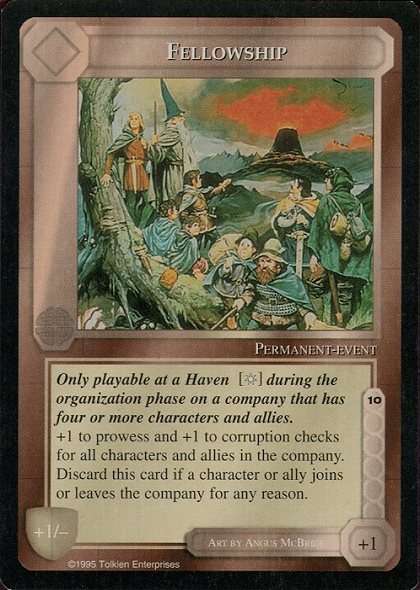 Fellowship
Permanent-event
Only playable at a Haven [☼] during the
organization phase on a company that has
four or more characters and allies.
+1 to prowess and +1 to corruption checks
for all characters and allies in the company.
Discard this card if a character or ally joins
or leaves the company for any reason.
10
+1/–
Art by Angus McBride
+1
©1995 Tolkien Enterprises